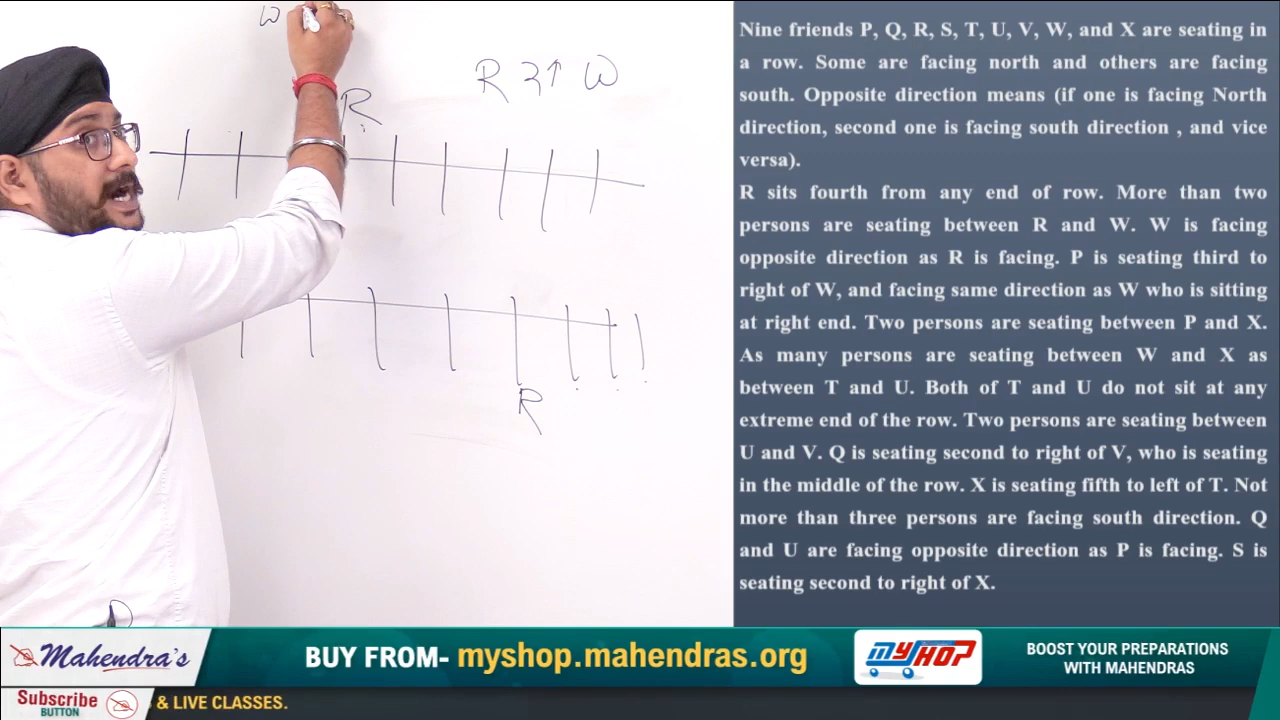 W
R
R 2↑ W
R
Nine friends P, Q, R, S, T, U, V, W, and X are seating in
a row. Some are facing north and others are facing
south. Opposite direction means (if one is facing North
direction, second one is facing south direction , and vice
versa).
R sits fourth from any end of row. More than two
persons are seating between R and W. W is facing
opposite direction as R is facing. P is seating third to
right of W, and facing same direction as W who is sitting
at right end. Two persons are seating between P and X.
As many persons are seating between W and X as
between T and U. Both of T and U do not sit at any
extreme end of the row. Two persons are seating between
U and V. Q is seating second to right of V, who is seating
in the middle of the row. X is seating fifth to left of T. Not
more than three persons are facing south direction. Q
and U are facing opposite direction as P is facing. S is
seating second to right of X.
Mahendra's
BUY FROM- myshop.mahendras.org
MYSHOP
BOOST YOUR PREPARATIONS
WITH MAHENDRAS
Subscribe
BUTTON
& LIVE CLASSES.